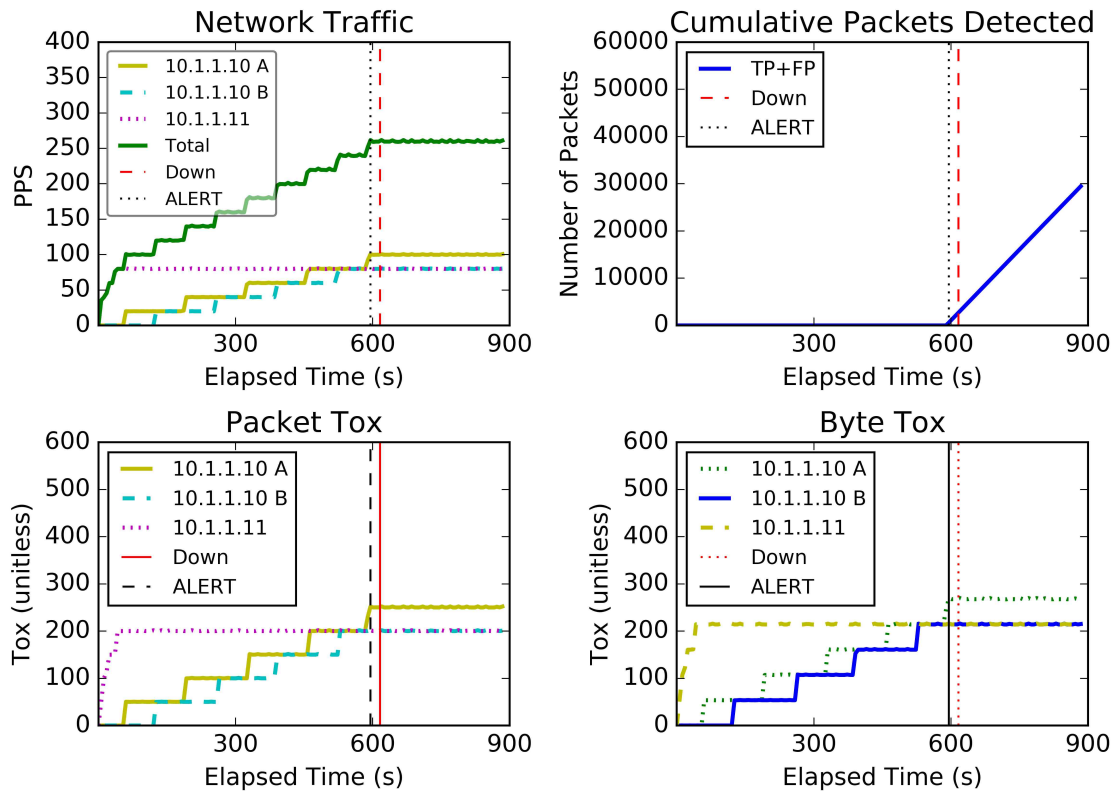 Network Traffic
PPS
400
350
300
250
200
150
100
50
0
10.1.1.10 A
10.1.1.10 B
10.1.1.11
Total
Down
ALERT
300
600
900
Elapsed Time (s)
Cumulative Packets Detected
Number of Packets
60000
50000
40000
30000
20000
10000
0
TP+FP
Down
ALERT
300
600
900
Elapsed Time (s)
Packet Tox
Tox (unitless)
600
500
400
300
200
100
0
10.1.1.10 A
10.1.1.10 B
10.1.1.11
Down
ALERT
300
600
900
Elapsed Time (s)
Byte Tox
Tox (unitless)
600
500
400
300
200
100
0
10.1.1.10 A
10.1.1.10 B
10.1.1.11
Down
ALERT
300
600
900
Elapsed Time (s)